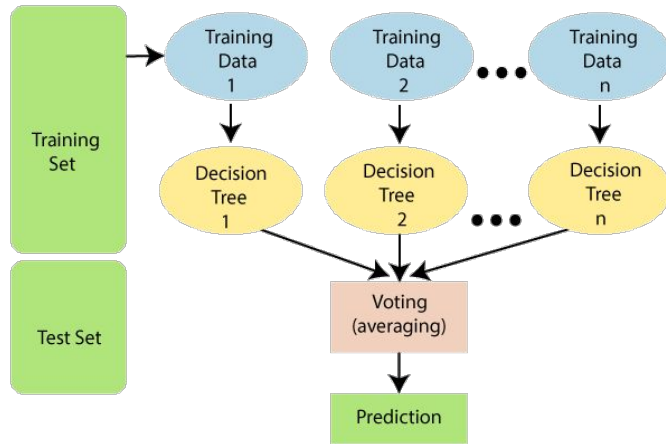 Training
Set
Test Set
Training
Data
1
Training
Data
2
Training
Data
n
Decision
Tree
1
Decision
Tree
2
Decision
Tree
n
Voting
(averaging)
Prediction